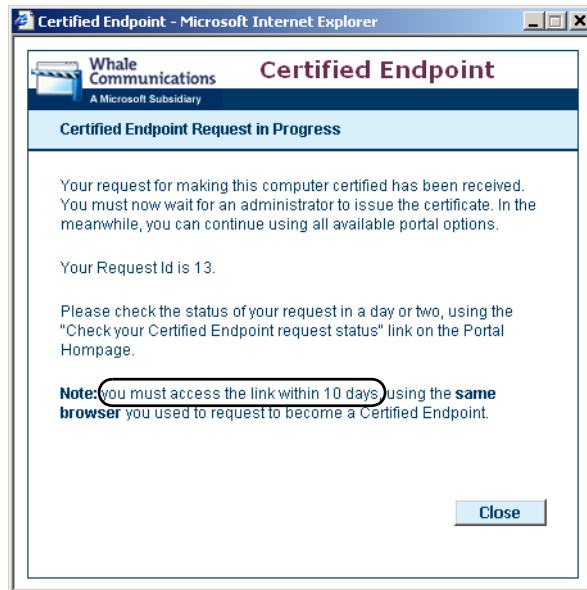 Certified Endpoint - Microsoft Internet Explorer
Whale
Communications
A Microsoft Subsidiary
Certified Endpoint
Certified Endpoint Request in Progress
Your request for making this computer certified has been received.
You must now wait for an administrator to issue the certificate. In the
meanwhile, you can continue using all available portal options.
Your Request Id is 13.
Please check the status of your request in a day or two, using the
"Check your Certified Endpoint request status" link on the Portal
Hompage.
Note: you must access the link within 10 days, using the same
browser you used to request to become a Certified Endpoint.
Close